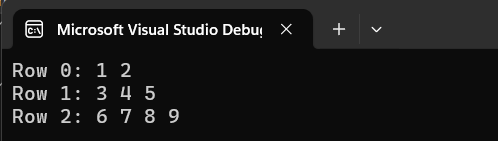 Microsoft Visual Studio Debu
Row 0: 1 2
Row 1: 3 4 5
Row 2: 6 7 8 9